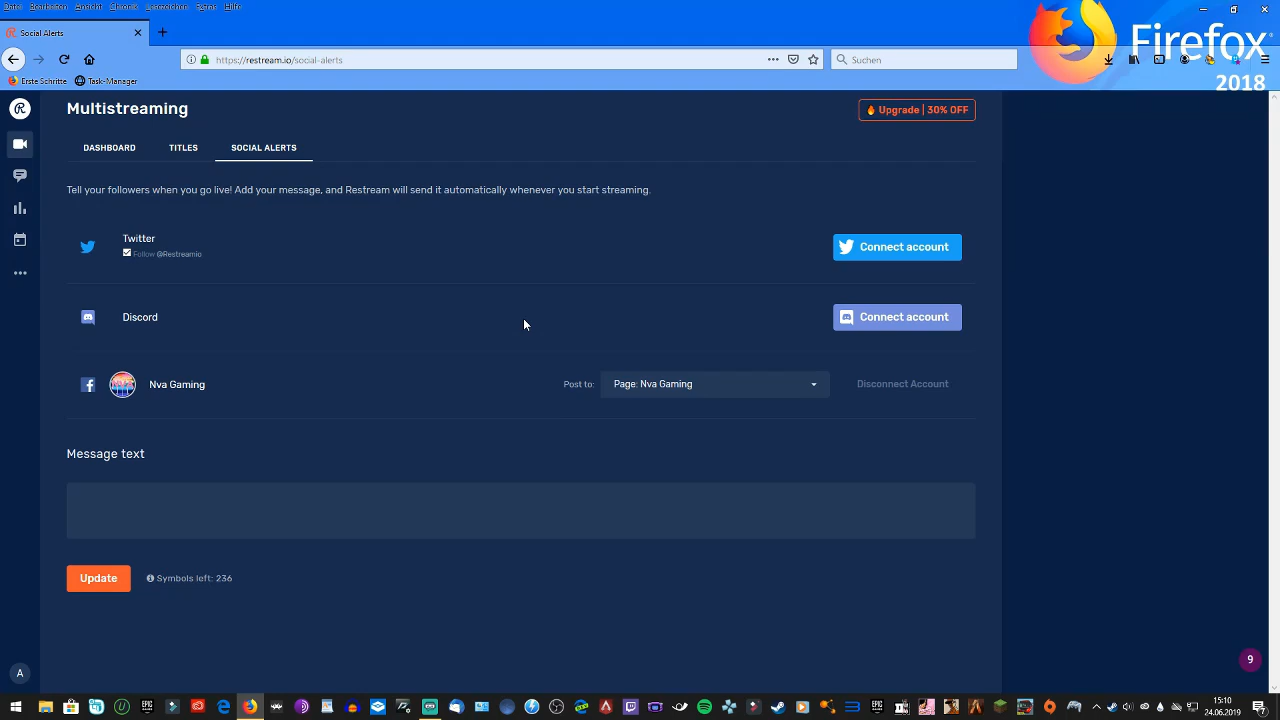 Social Alerts
Firefox
2018
https://restream.io/social-alerts
Suchen
Erste Schritte
Task-Manager
Multistreaming
Upgrade | 30% OFF
DASHBOARD
TITLES
SOCIAL ALERTS
Tell your followers when you go live! Add your message, and Restream will send it automatically whenever you start streaming.
Twitter
Follow @Restreamio
Connect account
Discord
Connect account
Nva Gaming
Post to:
Page: Nva Gaming
Disconnect Account
Message text
Update
Symbols left: 236
A
9
15:10
24.06.2019